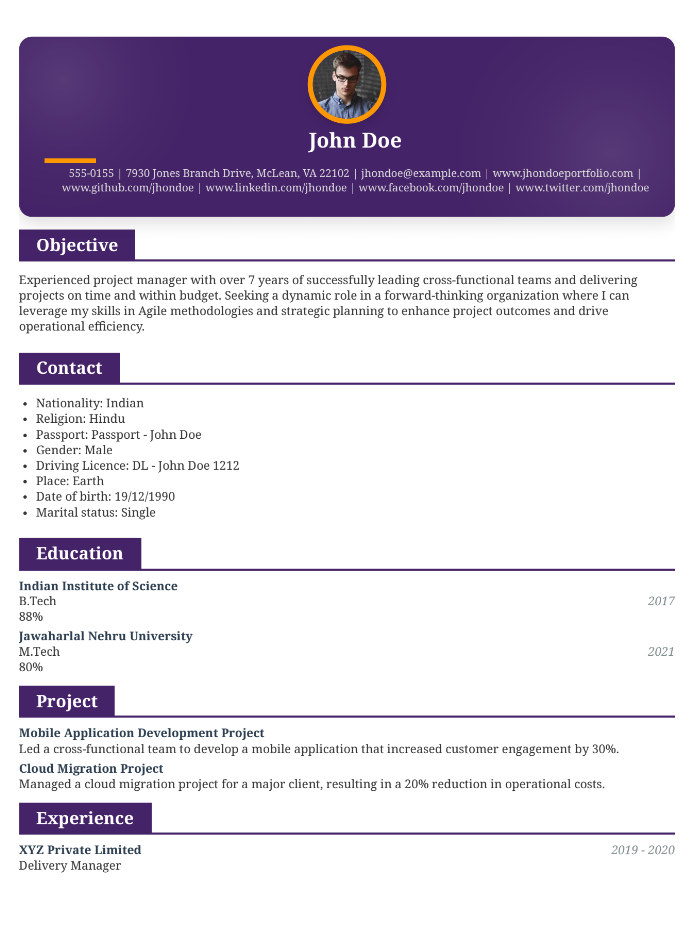 John Doe
555-0155 | 7930 Jones Branch Drive, McLean, VA 22102 | jhondoe@example.com | www.jhondoeportfolio.com |
www.github.com/jhondoe | www.linkedin.com/jhondoe | www.facebook.com/jhondoe | www.twitter.com/jhondoe
Objective
Experienced project manager with over 7 years of successfully leading cross-functional teams and delivering
projects on time and within budget. Seeking a dynamic role in a forward-thinking organization where I can
leverage my skills in Agile methodologies and strategic planning to enhance project outcomes and drive
operational efficiency.
Contact
• Nationality: Indian
• Religion: Hindu
• Passport: Passport - John Doe
• Gender: Male
• Driving Licence: DL - John Doe 1212
• Place: Earth
• Date of birth: 19/12/1990
• Marital status: Single
Education
Indian Institute of Science
B.Tech 2017
88%
Jawaharlal Nehru University
M.Tech 2021
80%
Project
Mobile Application Development Project
Led a cross-functional team to develop a mobile application that increased customer engagement by 30%.
Cloud Migration Project
Managed a cloud migration project for a major client, resulting in a 20% reduction in operational costs.
Experience
XYZ Private Limited 2019 - 2020
Delivery Manager